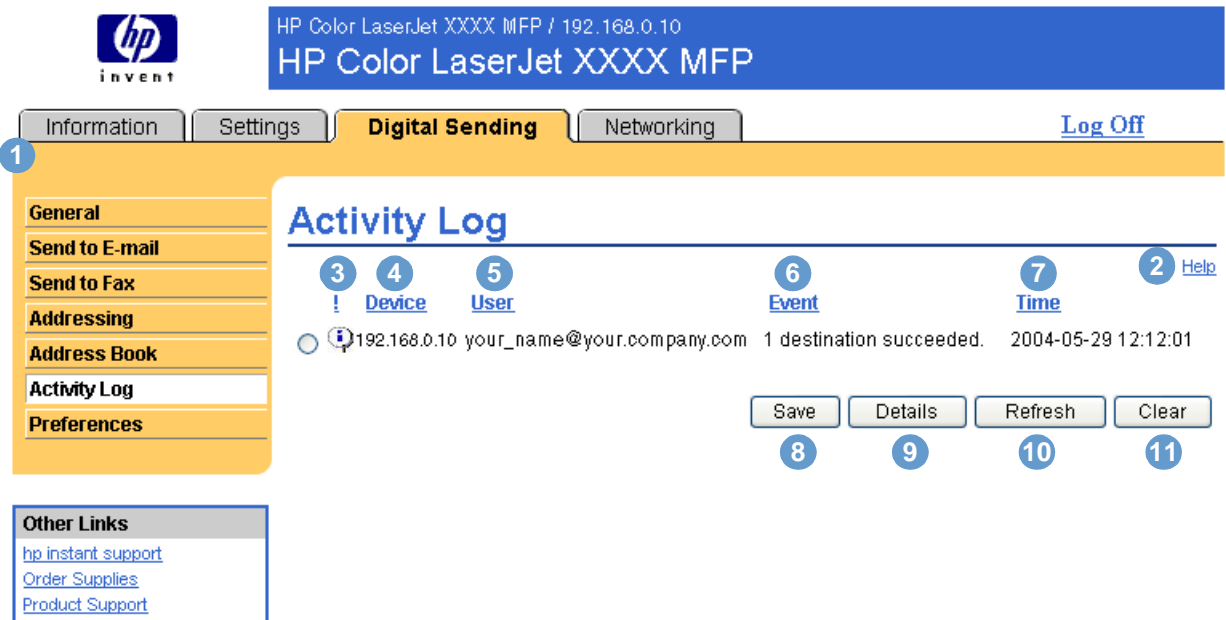 hp
invent
HP Color LaserJet XXXX MFP / 192.168.0.10
HP Color LaserJet XXXX MFP
Information Settings Digital Sending Networking Log Off
1
General
Send to E-mail
Send to Fax
Addressing
Address Book
Activity Log
Preferences
Activity Log
2 Help
3 4 5 6 7
! Device User Event Time
192.168.0.10 your_name@your.company.com 1 destination succeeded. 2004-05-29 12:12:01
Save Details Refresh Clear
8 9 10 11
Other Links
hp instant support
Order Supplies
Product Support